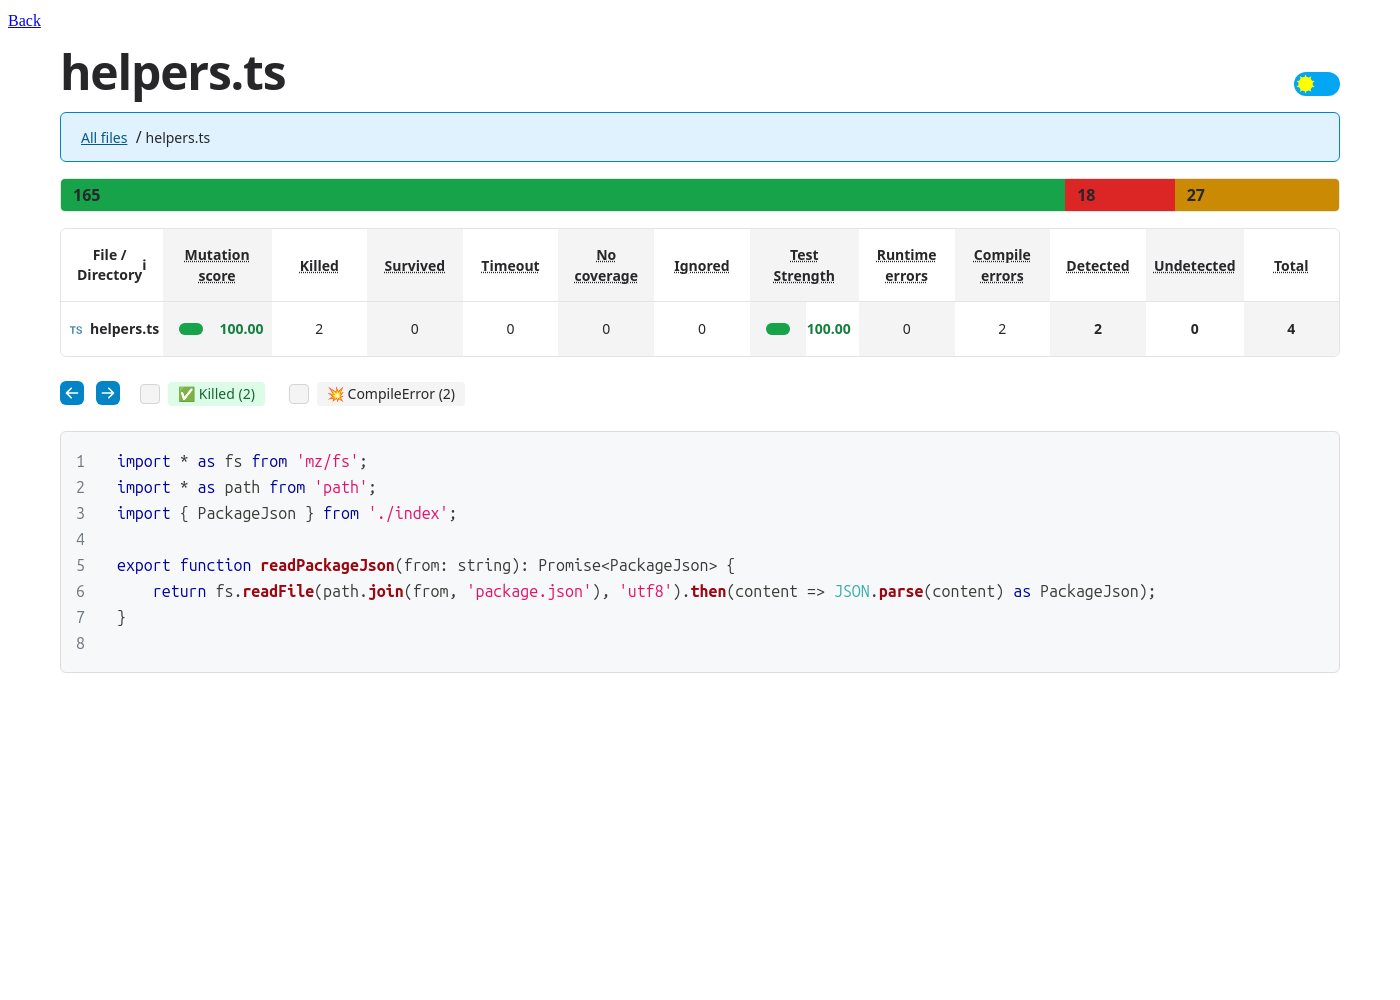 Back
helpers.ts
All files / helpers.ts
165 18 27
File / Directory i Mutation score Killed Survived Timeout No coverage Ignored Test Strength Runtime errors Compile errors Detected Undetected Total
TS helpers.ts 100.00 2 0 0 0 0 100.00 0 2 2 0 4
✅ Killed (2) 💥 CompileError (2)
1 import * as fs from 'mz/fs';
2 import * as path from 'path';
3 import { PackageJson } from './index';
4
5 export function readPackageJson(from: string): Promise<PackageJson> {
6     return fs.readFile(path.join(from, 'package.json'), 'utf8').then(content => JSON.parse(content) as PackageJson);
7 }
8